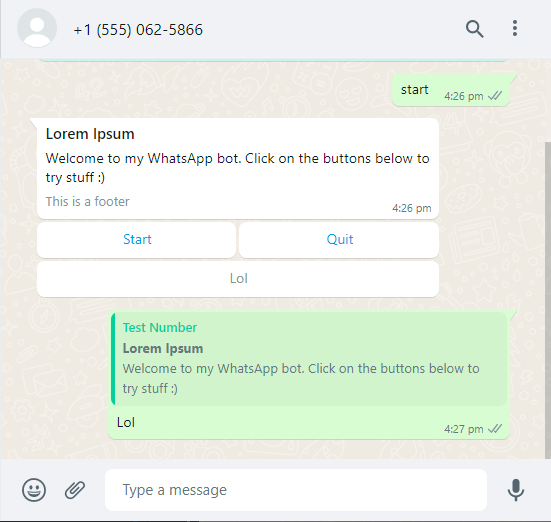 +1 (555) 062-5866
start
4:26 pm
Lorem Ipsum
Welcome to my WhatsApp bot. Click on the buttons below to
try stuff :)
This is a footer
4:26 pm
Start
Quit
Lol
Test Number
Lorem Ipsum
Welcome to my WhatsApp bot. Click on the buttons below to
try stuff :)
Lol
4:27 pm
Type a message